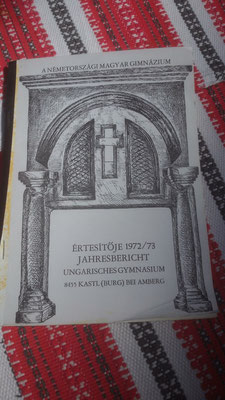 A NÉMETORSZÁGI MAGYAR GIMNÁZIUM
ÉRTESÍTŐJE 1972/73
JAHRESBERICHT
UNGARISCHES GYMNASIUM
8455 KASTL (BURG) BEI AMBERG